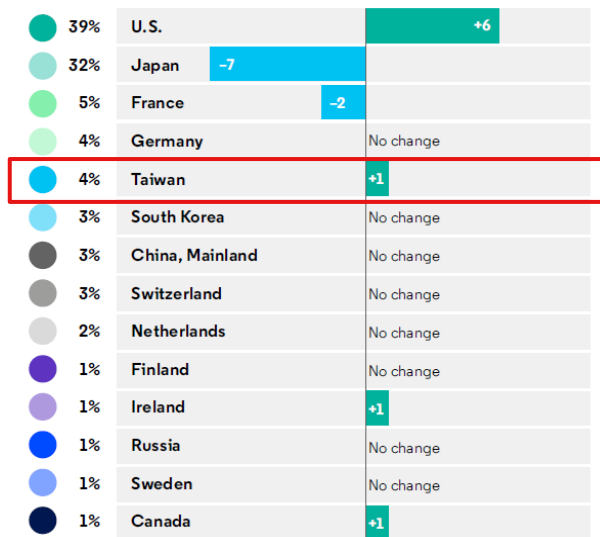 39% U.S. +6
32% Japan –7
5% France –2
4% Germany No change
4% Taiwan +1
3% South Korea No change
3% China, Mainland No change
3% Switzerland No change
2% Netherlands No change
1% Finland No change
1% Ireland +1
1% Russia No change
1% Sweden No change
1% Canada +1